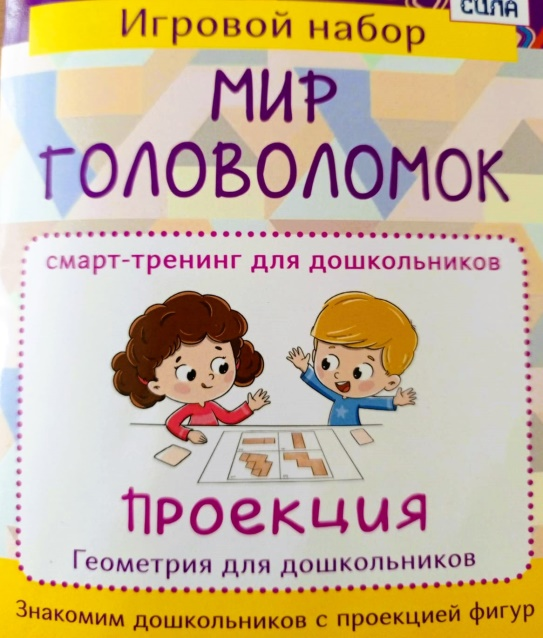 СИЛА
Игровой набор
МИР
ГОЛОВОЛОМОК
смарт-тренинг для дошкольников
ПРОЕКЦИЯ
Геометрия для дошкольников
Знакомим дошкольников с проекцией фигур